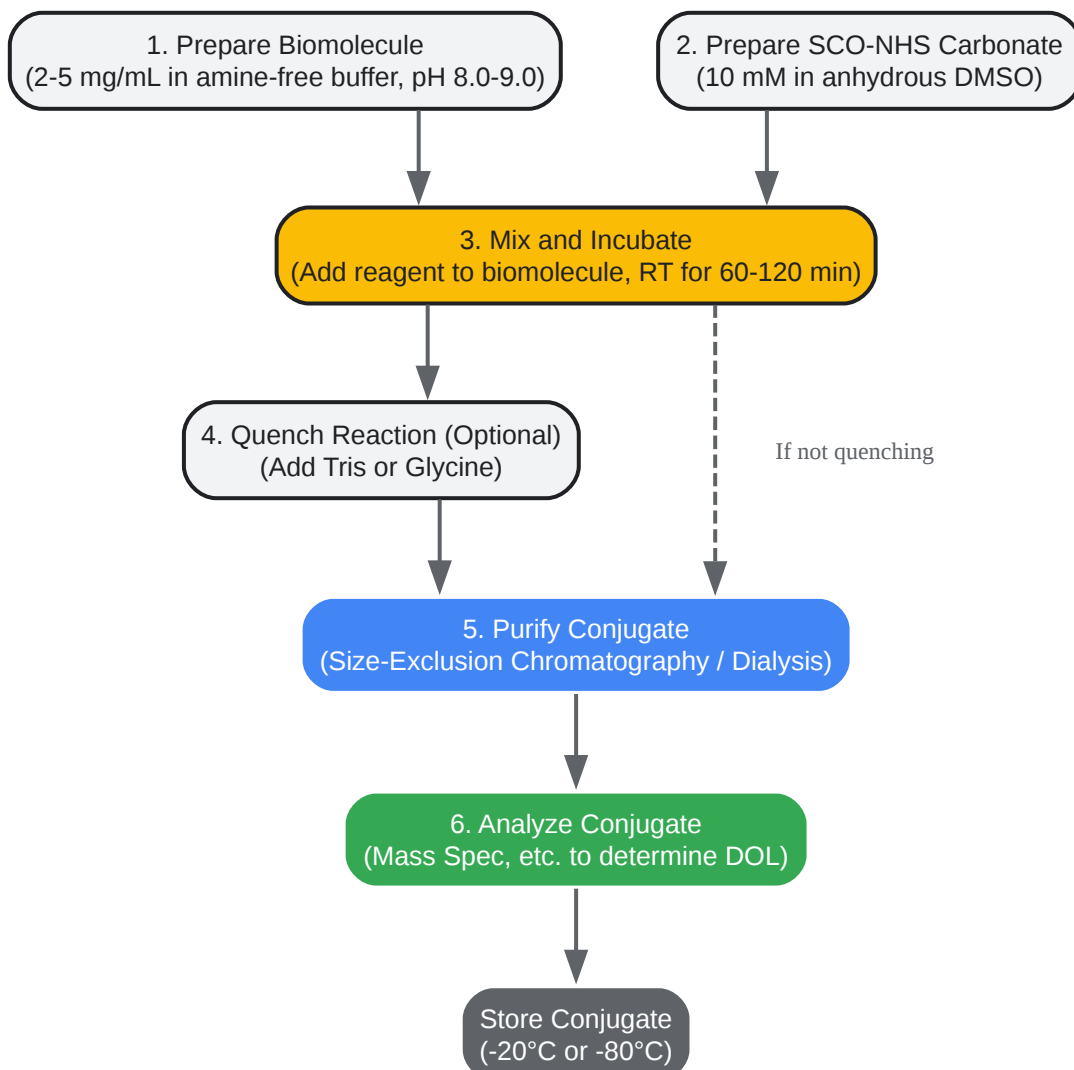 1. Prepare Biomolecule
(2-5 mg/mL in amine-free buffer, pH 8.0-9.0)
2. Prepare SCO-NHS Carbonate
(10 mM in anhydrous DMSO)
3. Mix and Incubate
(Add reagent to biomolecule, RT for 60-120 min)
4. Quench Reaction (Optional)
(Add Tris or Glycine)
If not quenching
5. Purify Conjugate
(Size-Exclusion Chromatography / Dialysis)
6. Analyze Conjugate
(Mass Spec, etc. to determine DOL)
Store Conjugate
(-20°C or -80°C)